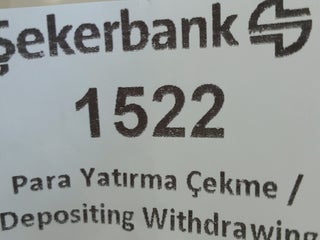 Şekerbank
1522
Para Yatırma Çekme /
Depositing Withdrawing